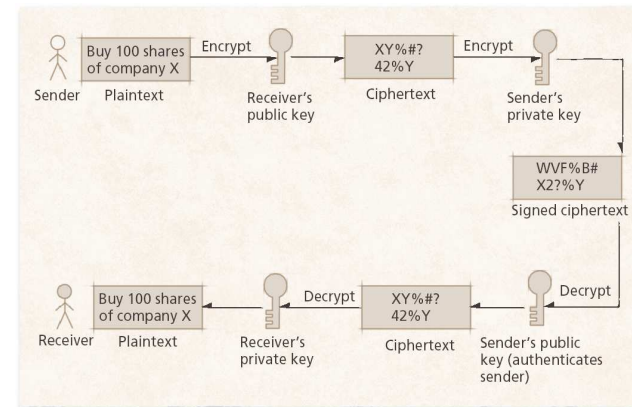 Buy 100 shares
of company X
Encrypt
XY%#?
42%Y
Encrypt
Sender
Plaintext
Receiver's
public key
Ciphertext
Sender's
private key
WVF%B#
X2?%Y
Signed ciphertext
Buy 100 shares
of company X
Decrypt
XY%#?
42%Y
Decrypt
Receiver
Plaintext
Receiver's
private key
Ciphertext
Sender's public
key (authenticates
sender)